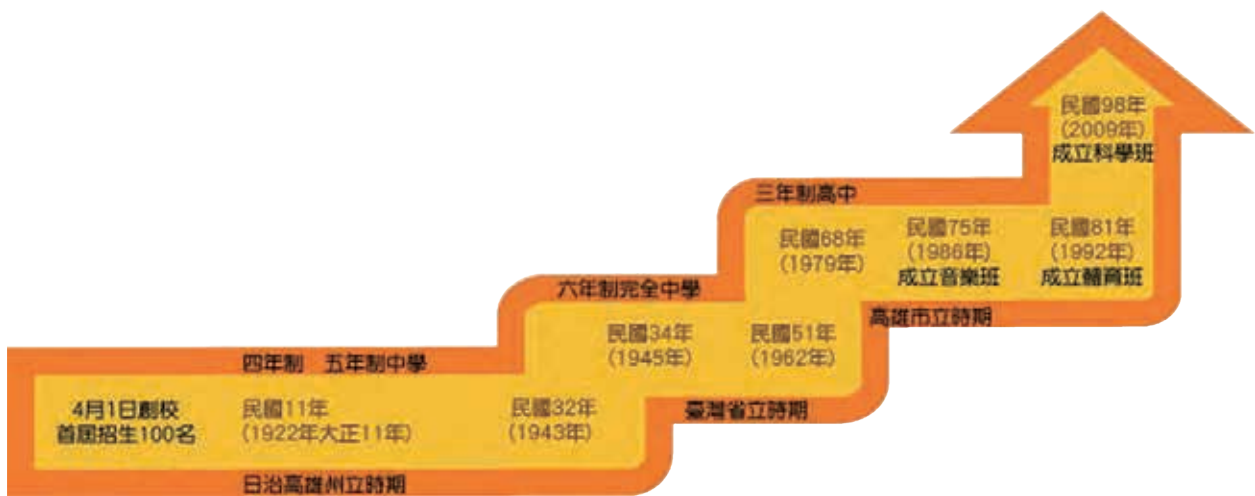 民國98年
(2009年)
成立科學班
三年制高中
民國68年
(1979年)
民國75年
(1986年)
成立音樂班
民國81年
(1992年)
成立體育班
六年制完全中學
高雄市立時期
民國34年
(1945年)
民國51年
(1962年)
四年制 五年制中學
臺灣省立時期
4月1日創校
首屆招生100名
民國11年
(1922年大正11年)
民國32年
(1943年)
日治高雄州立時期